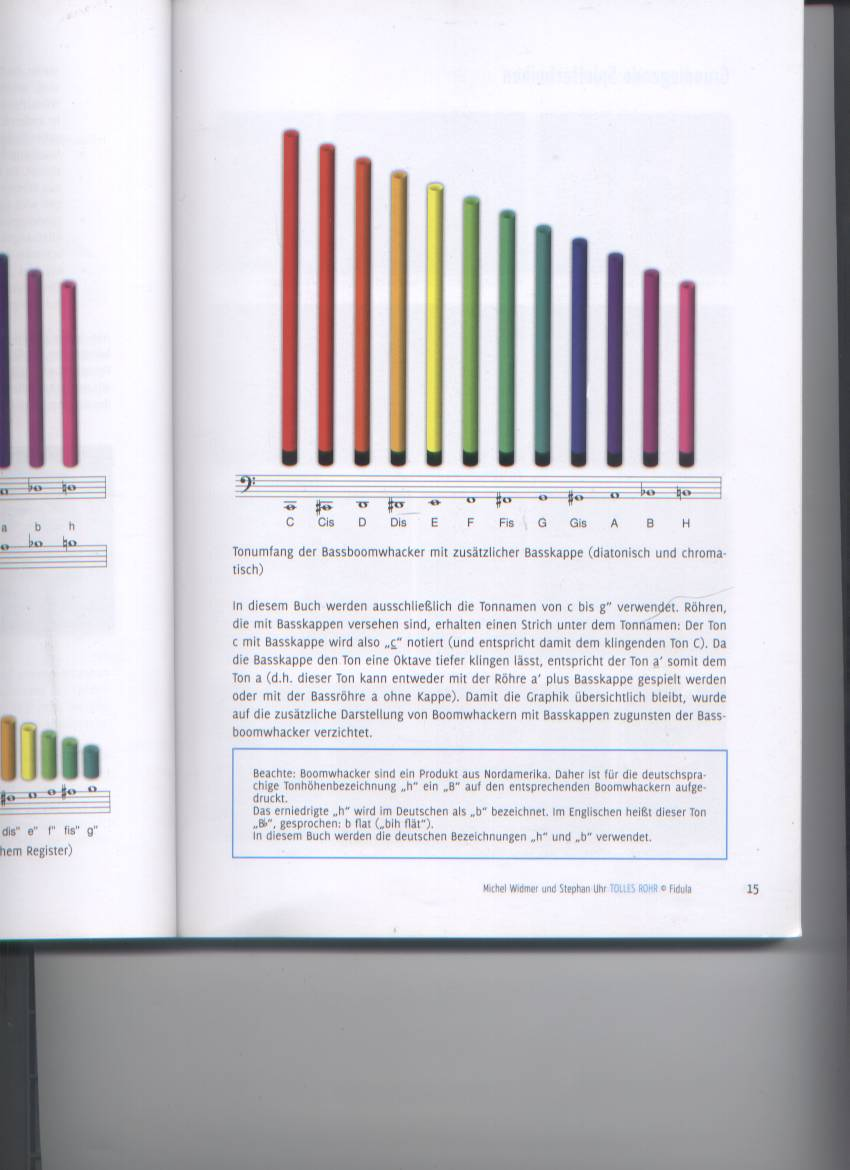 a b h
dis" e" f" fis" g"
hem Register)
C Cis D Dis E F Fis G Gis A B H
Tonumfang der Bassboomwhacker mit zusätzlicher Basskappe (diatonisch und chroma-
tisch)
In diesem Buch werden ausschließlich die Tonnamen von c bis g" verwendet. Röhren,
die mit Basskappen versehen sind, erhalten einen Strich unter dem Tonnamen: Der Ton
c mit Basskappe wird also „c“ notiert (und entspricht damit dem klingenden Ton C). Da
die Basskappe den Ton eine Oktave tiefer klingen lässt, entspricht der Ton a' somit dem
Ton a (d.h. dieser Ton kann entweder mit der Röhre a' plus Basskappe gespielt werden
oder mit der Bassröhre a ohne Kappe). Damit die Graphik übersichtlich bleibt, wurde
auf die zusätzliche Darstellung von Boomwhackern mit Basskappen zugunsten der Bass-
boomwhacker verzichtet.
Beachte: Boomwhacker sind ein Produkt aus Nordamerika. Daher ist für die deutschspra-
chige Tonhöhenbezeichnung „h“ ein „B“ auf den entsprechenden Boomwhackern aufge-
druckt.
Das erniedrigte „h“ wird im Deutschen als „b“ bezeichnet. Im Englischen heißt dieser Ton
„B♭“, gesprochen: b flat („bih flät“).
In diesem Buch werden die deutschen Bezeichnungen „h“ und „b“ verwendet.
Michel Widmer und Stephan Uhr TOLLES ROHR © Fidula 15